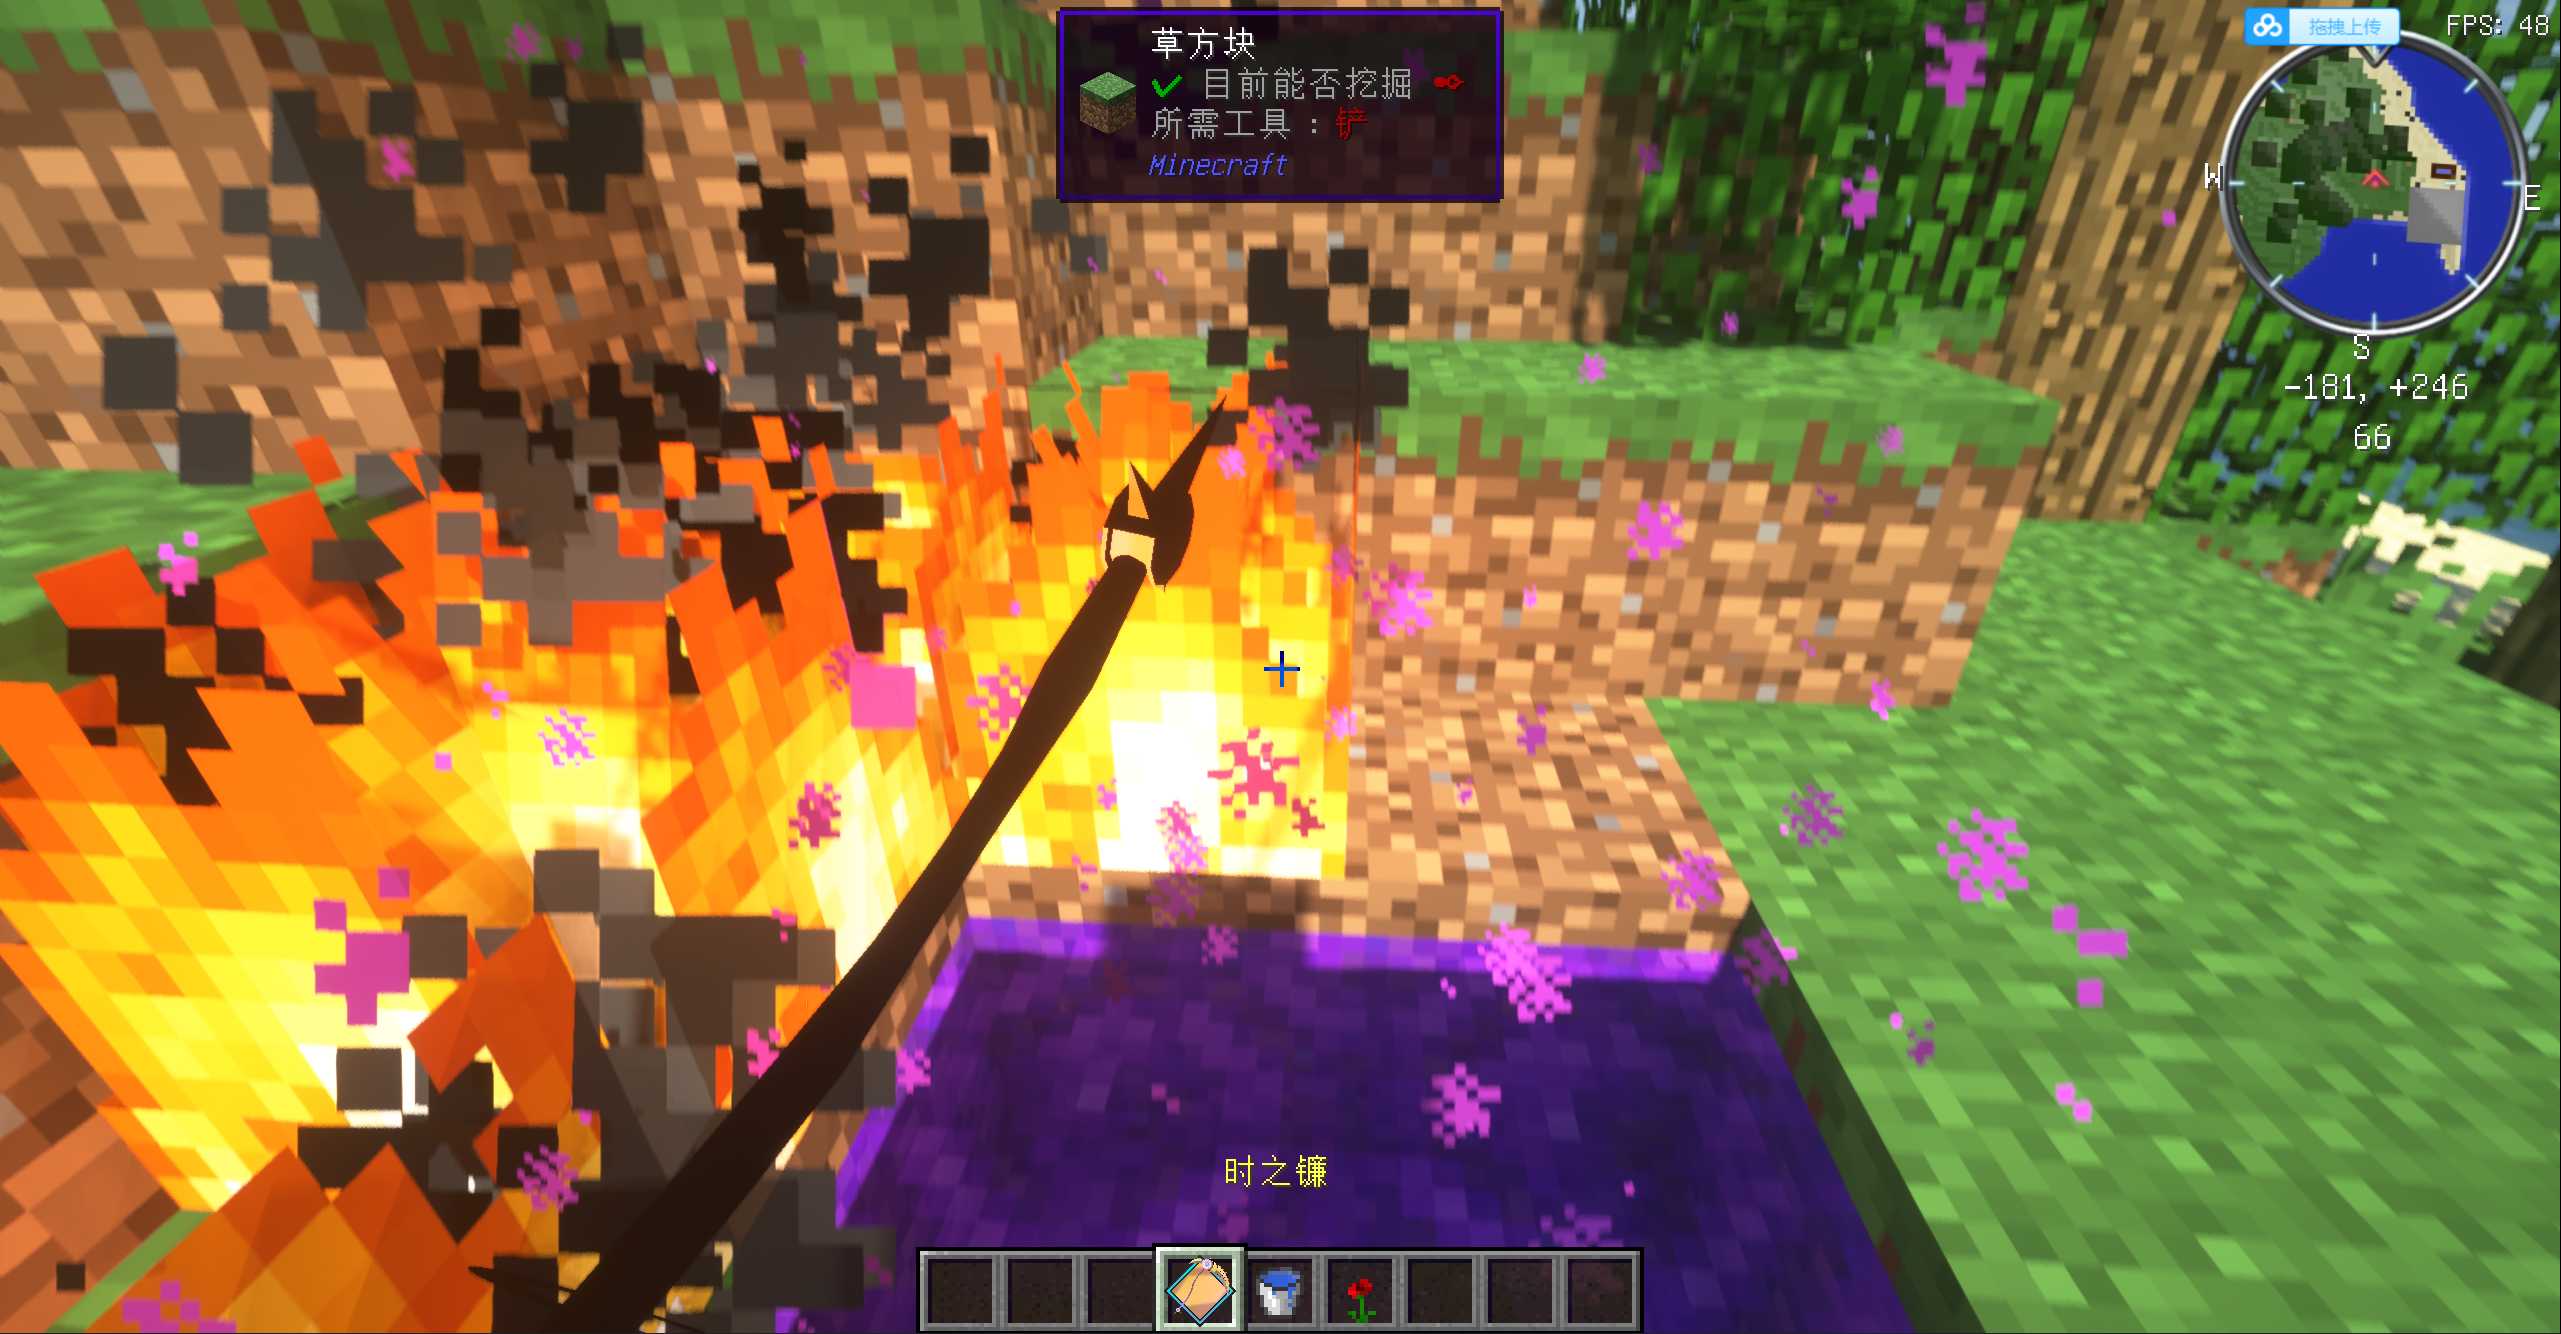 草方块
✔ 目前能否挖掘
所需工具 : 铲
Minecraft
拖拽上传
FPS: 48
W
E
S
-181, +246
66
时之镰